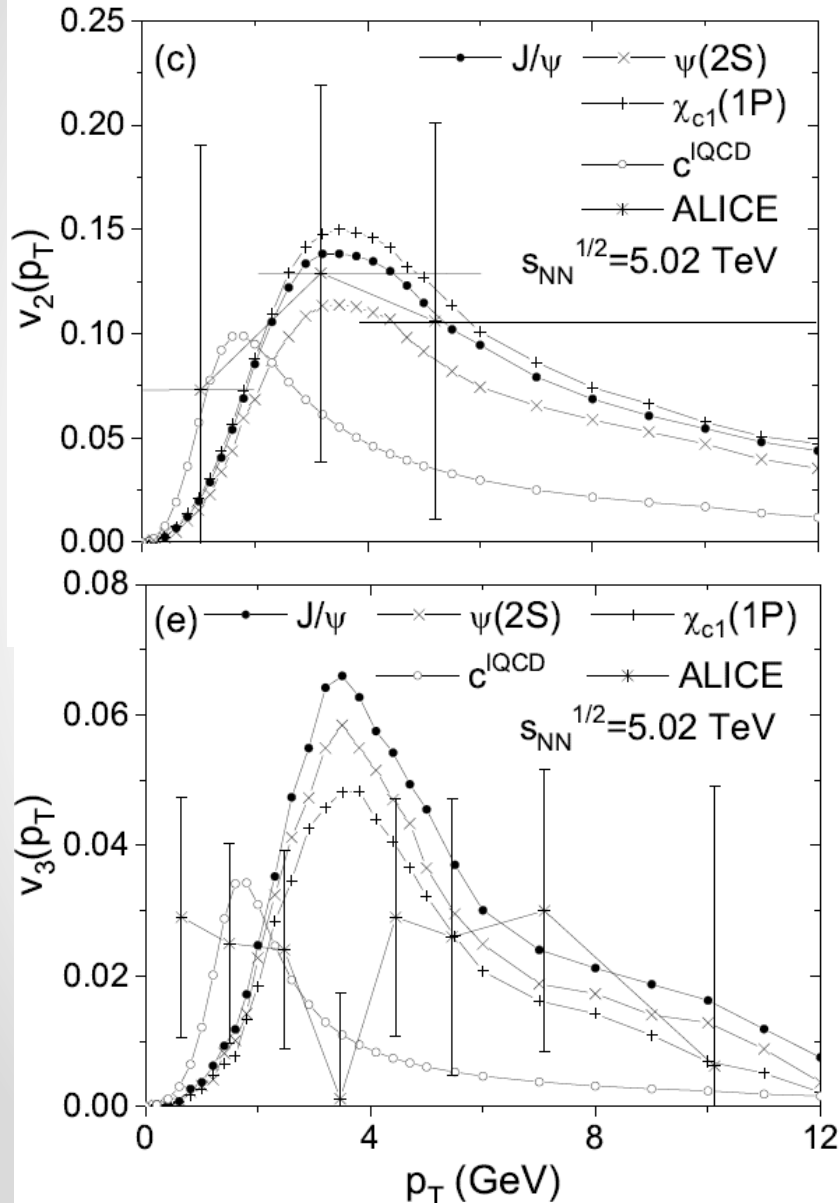 0.25
(c) J/ψ ψ(2S)
0.20
χc1(1P)
c^lQCD
0.15
ALICE
v2(pT)
sNN^1/2=5.02 TeV
0.10
0.05
0.00
0.08
(e) J/ψ ψ(2S) χc1(1P)
c^lQCD ALICE
0.06
sNN^1/2=5.02 TeV
v3(pT)
0.04
0.02
0.00
0 4 8 12
pT (GeV)